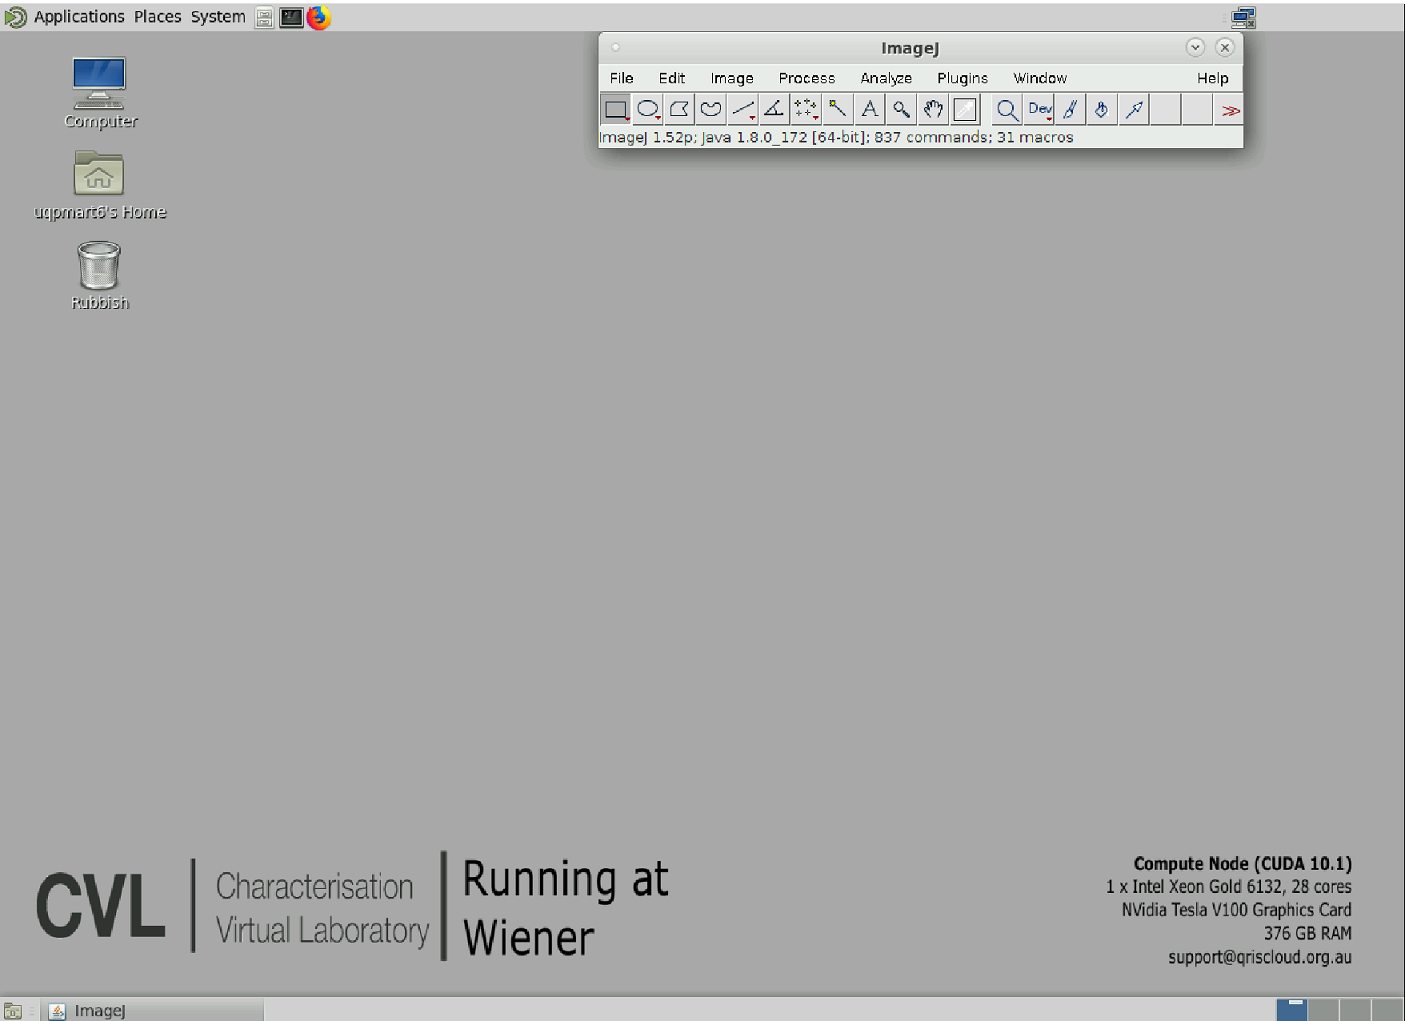 Applications Places System
ImageJ
File Edit Image Process Analyze Plugins Window Help
A Dev >>
ImageJ 1.52p; Java 1.8.0_172 [64-bit]; 837 commands; 31 macros
Computer
uqpmart6's Home
Rubbish
CVL
Characterisation
Virtual Laboratory
Running at
Wiener
Compute Node (CUDA 10.1)
1 x Intel Xeon Gold 6132, 28 cores
NVidia Tesla V100 Graphics Card
376 GB RAM
support@qriscloud.org.au
ImageJ